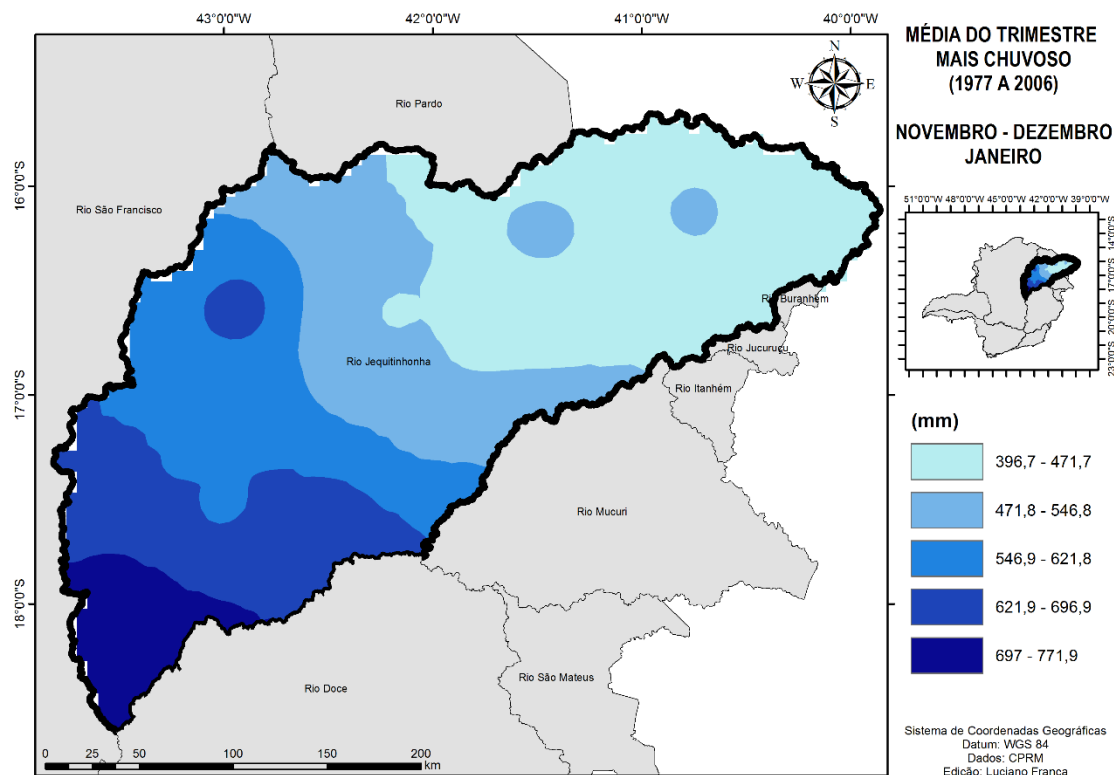 43°0'0"W 42°0'0"W 41°0'0"W 40°0'0"W
16°0'0"S
17°0'0"S
18°0'0"S
N
W E
S
Rio Pardo
Rio São Francisco
Rio Buranhém
Rio Jucuruçu
Rio Jequitinhonha
Rio Itanhém
Rio Mucuri
Rio Doce
Rio São Mateus
0 25 50 100 150 200
km
MÉDIA DO TRIMESTRE
MAIS CHUVOSO
(1977 A 2006)
NOVEMBRO - DEZEMBRO
JANEIRO
51°0'0"W 48°0'0"W 45°0'0"W 42°0'0"W 39°0'0"W
14°0'0"S
17°0'0"S
20°0'0"S
23°0'0"S
(mm)
396,7 - 471,7
471,8 - 546,8
546,9 - 621,8
621,9 - 696,9
697 - 771,9
Sistema de Coordenadas Geográficas
Datum: WGS 84
Dados: CPRM
Edição: Luciano França